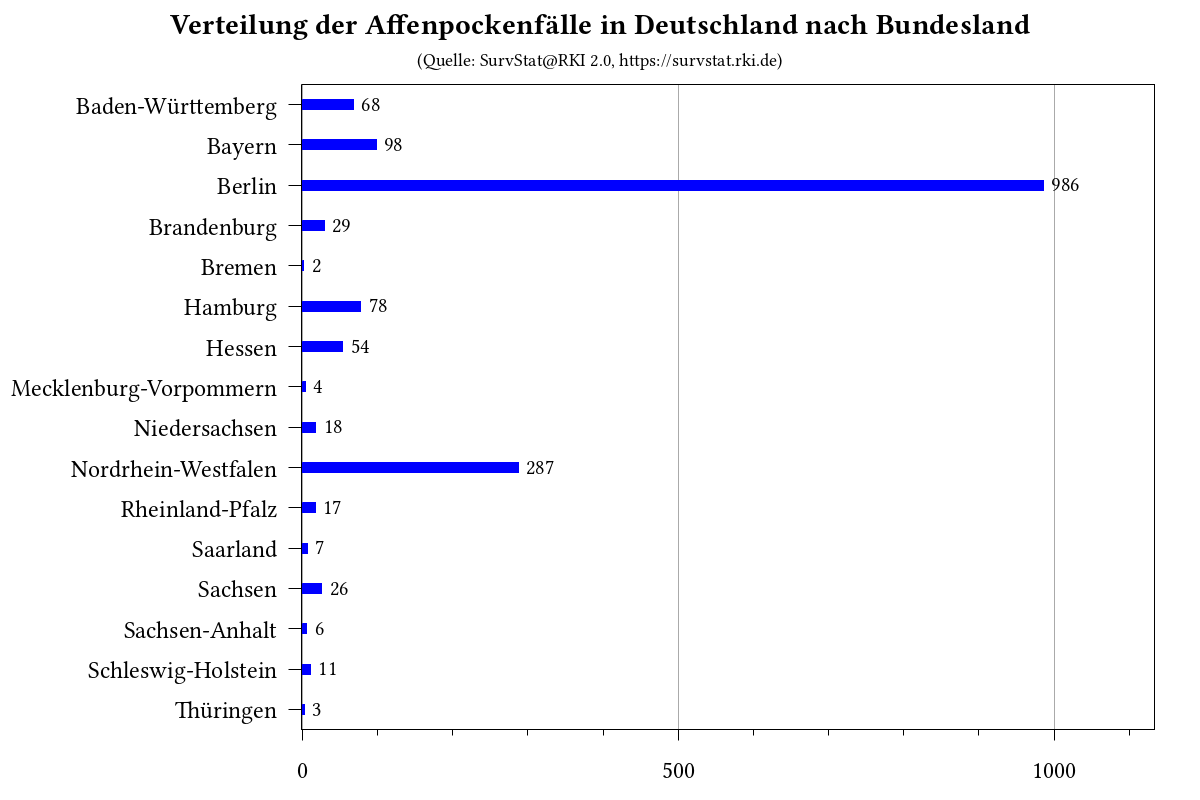 Verteilung der Affenpockenfälle in Deutschland nach Bundesland
(Quelle: SurvStat@RKI 2.0, https://survstat.rki.de)
Baden-Württemberg 68
Bayern 98
Berlin 986
Brandenburg 29
Bremen 2
Hamburg 78
Hessen 54
Mecklenburg-Vorpommern 4
Niedersachsen 18
Nordrhein-Westfalen 287
Rheinland-Pfalz 17
Saarland 7
Sachsen 26
Sachsen-Anhalt 6
Schleswig-Holstein 11
Thüringen 3
0 500 1000